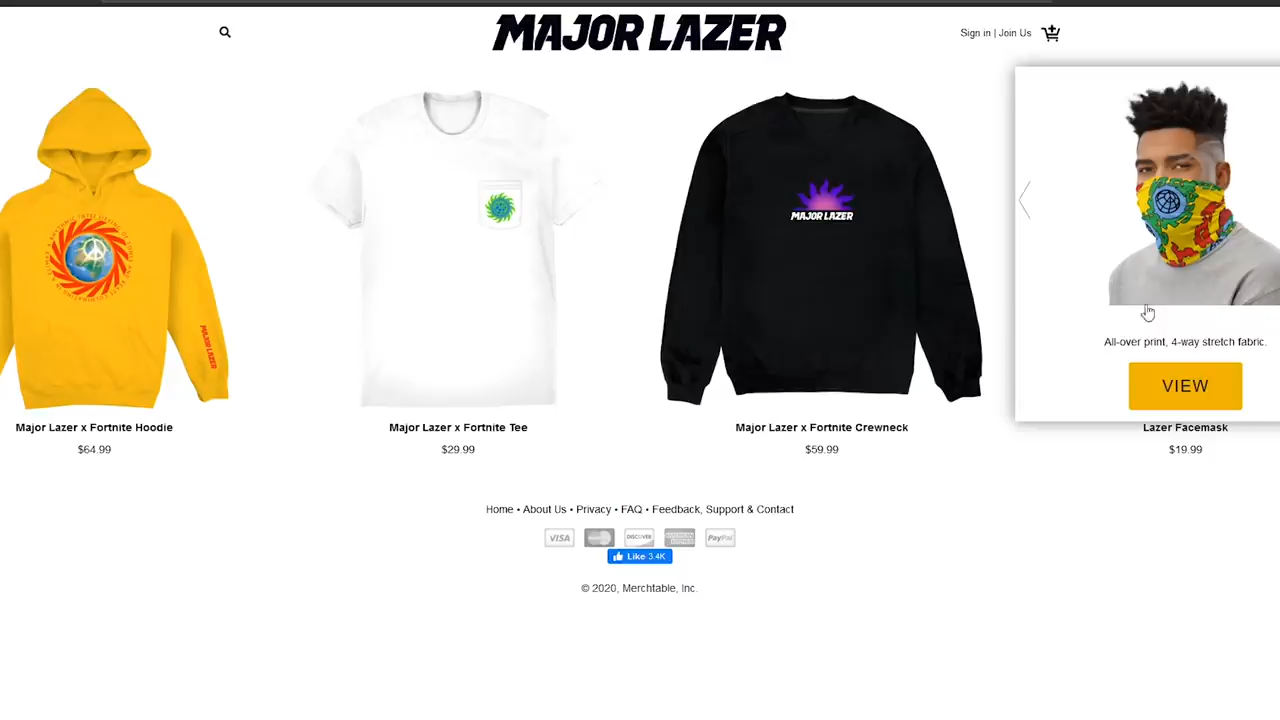 MAJOR LAZER
Sign in | Join Us
MAJOR LAZER
MAJOR LAZER
All-over print, 4-way stretch fabric.
VIEW
Major Lazer x Fortnite Hoodie
Major Lazer x Fortnite Tee
Major Lazer x Fortnite Crewneck
Lazer Facemask
$64.99
$29.99
$59.99
$19.99
Home • About Us • Privacy • FAQ • Feedback, Support & Contact
VISA
DISCOVER
PayPal
Like 3.4K
© 2020, Merchtable, Inc.